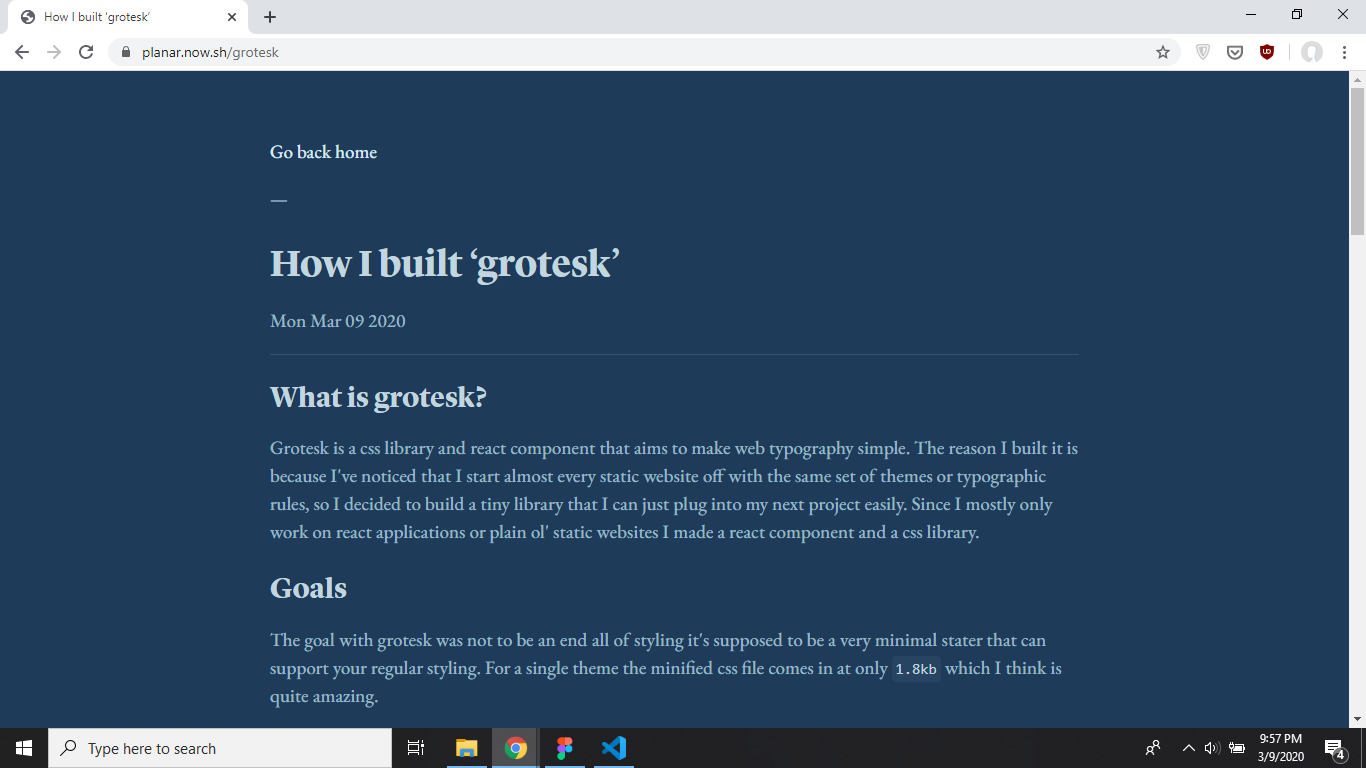 How I built 'grotesk'
planar.now.sh/grotesk
Go back home
—
How I built ‘grotesk’
Mon Mar 09 2020
What is grotesk?
Grotesk is a css library and react component that aims to make web typography simple. The reason I built it is
because I've noticed that I start almost every static website off with the same set of themes or typographic
rules, so I decided to build a tiny library that I can just plug into my next project easily. Since I mostly only
work on react applications or plain ol' static websites I made a react component and a css library.
Goals
The goal with grotesk was not to be an end all of styling it's supposed to be a very minimal stater that can
support your regular styling. For a single theme the minified css file comes in at only 1.8kb which I think is
quite amazing.
Type here to search
9:57 PM
3/9/2020
4